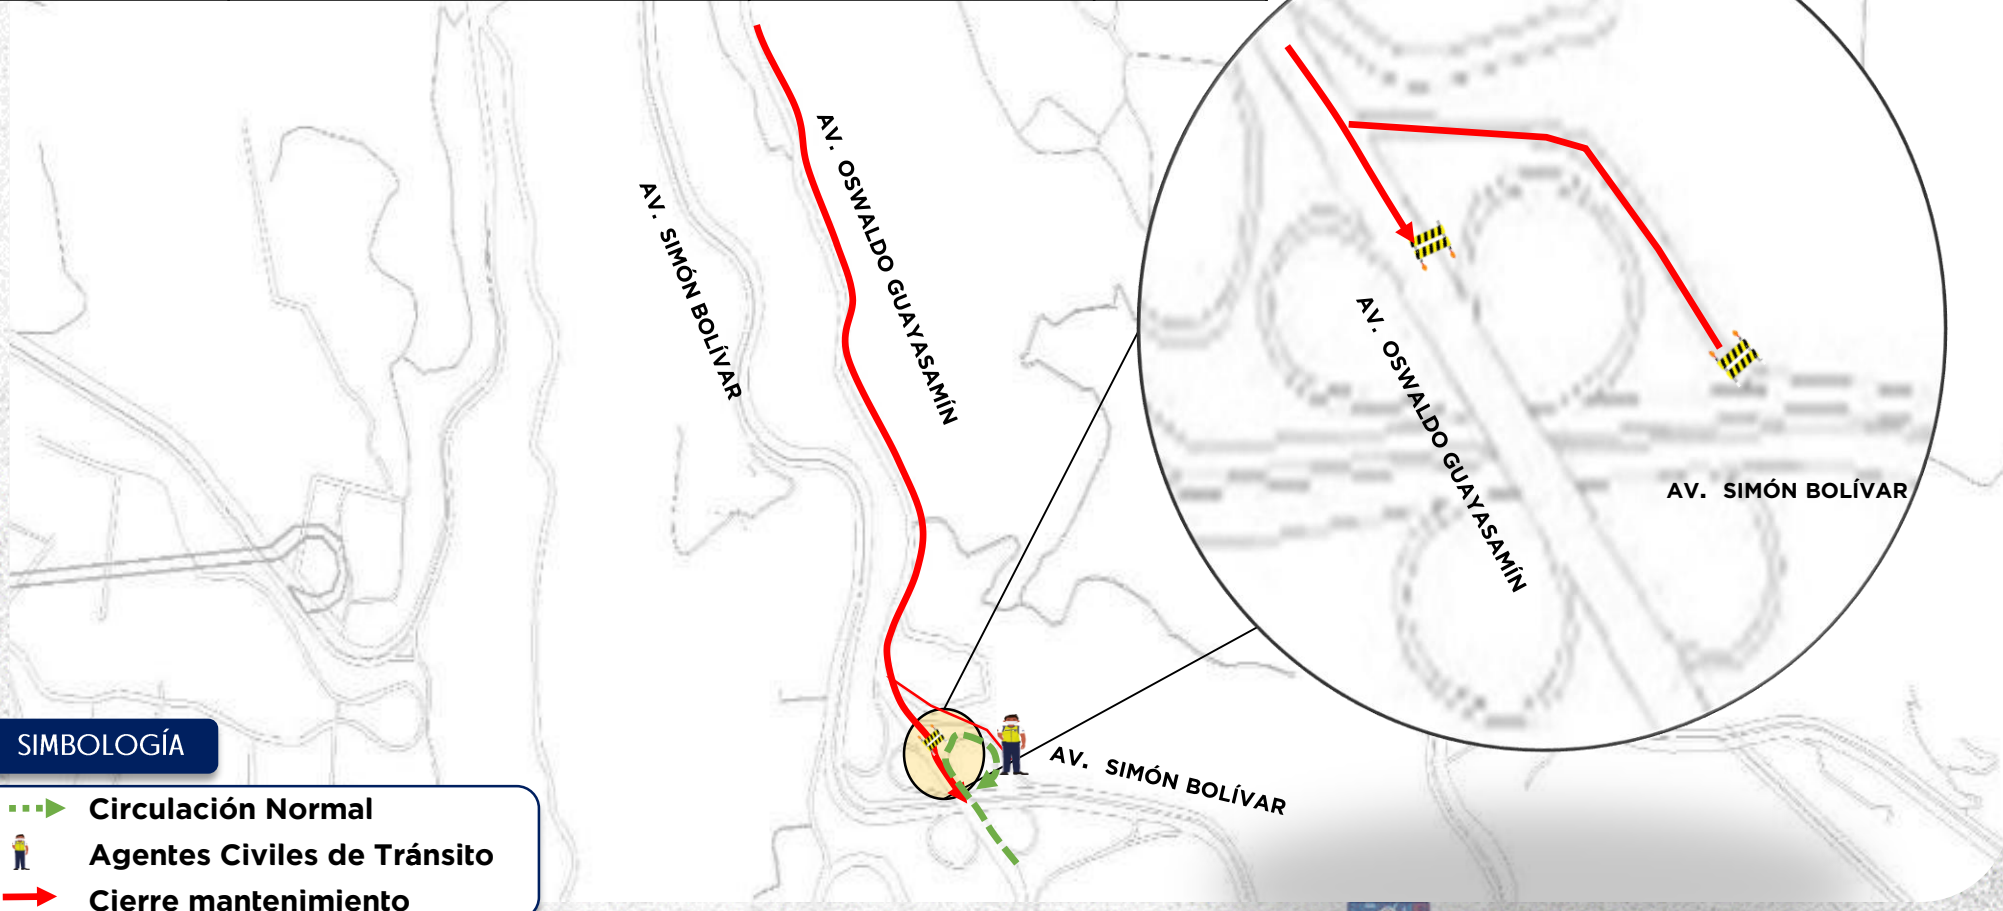 AV. OSWALDO GUAYASAMÍN
AV. SIMÓN BOLÍVAR
AV. OSWALDO GUAYASAMÍN
AV. SIMÓN BOLÍVAR
AV. SIMÓN BOLÍVAR
SIMBOLOGÍA
Circulación Normal
Agentes Civiles de Tránsito
Cierre mantenimiento